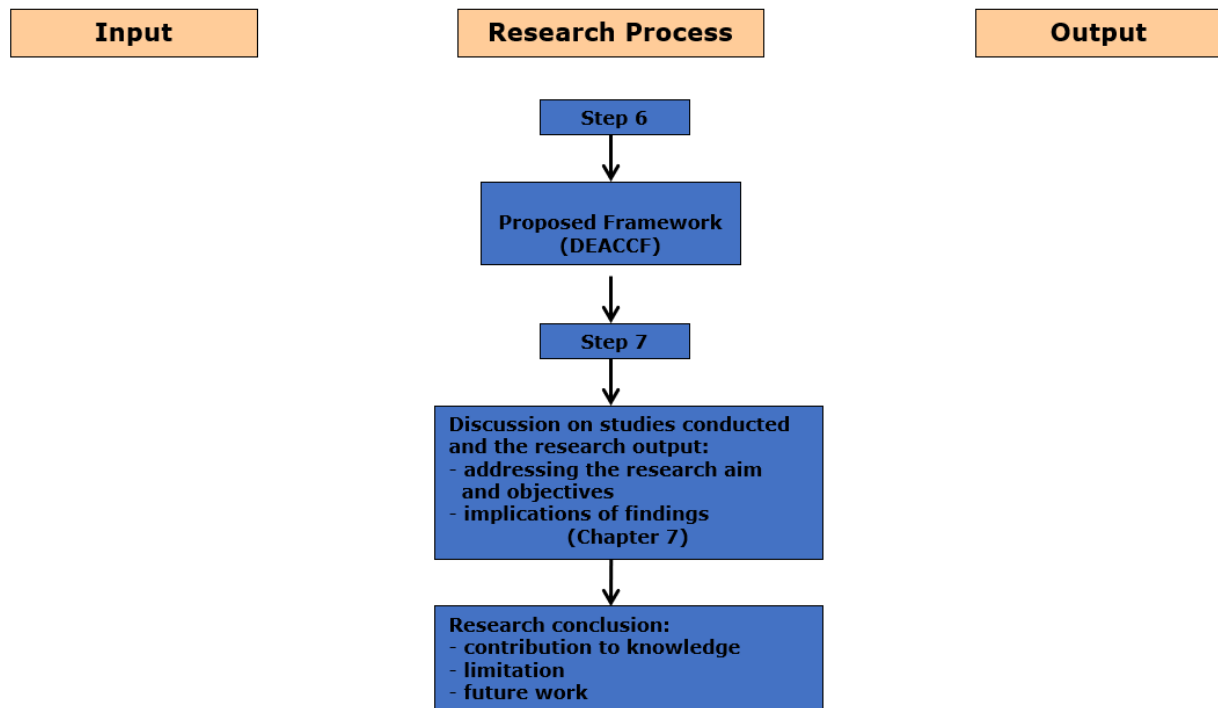 Input
Research Process
Output
Step 6
Proposed Framework
(DEACCF)
Step 7
Discussion on studies conducted
and the research output:
- addressing the research aim
and objectives
- implications of findings
(Chapter 7)
Research conclusion:
- contribution to knowledge
- limitation
- future work